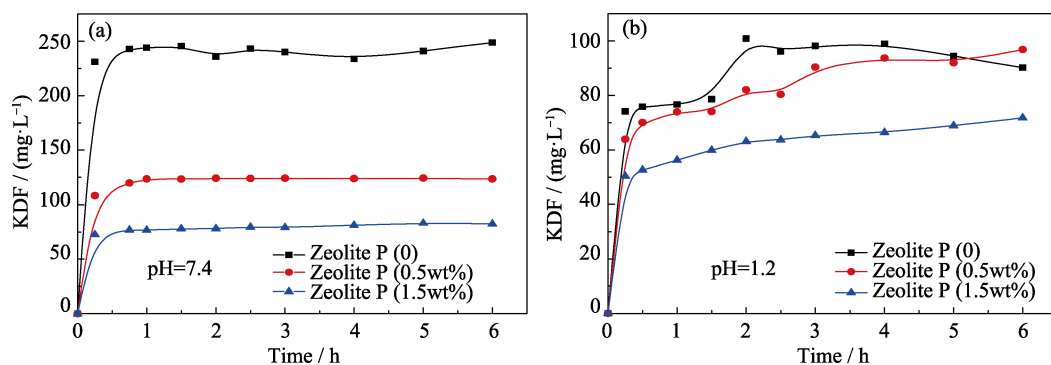 (a)
KDF / (mg·L⁻¹)
250
200
150
100
50
0
pH=7.4
Zeolite P (0)
Zeolite P (0.5wt%)
Zeolite P (1.5wt%)
0 1 2 3 4 5 6
Time / h
(b)
KDF / (mg·L⁻¹)
100
80
60
40
20
0
pH=1.2
Zeolite P (0)
Zeolite P (0.5wt%)
Zeolite P (1.5wt%)
0 1 2 3 4 5 6
Time / h